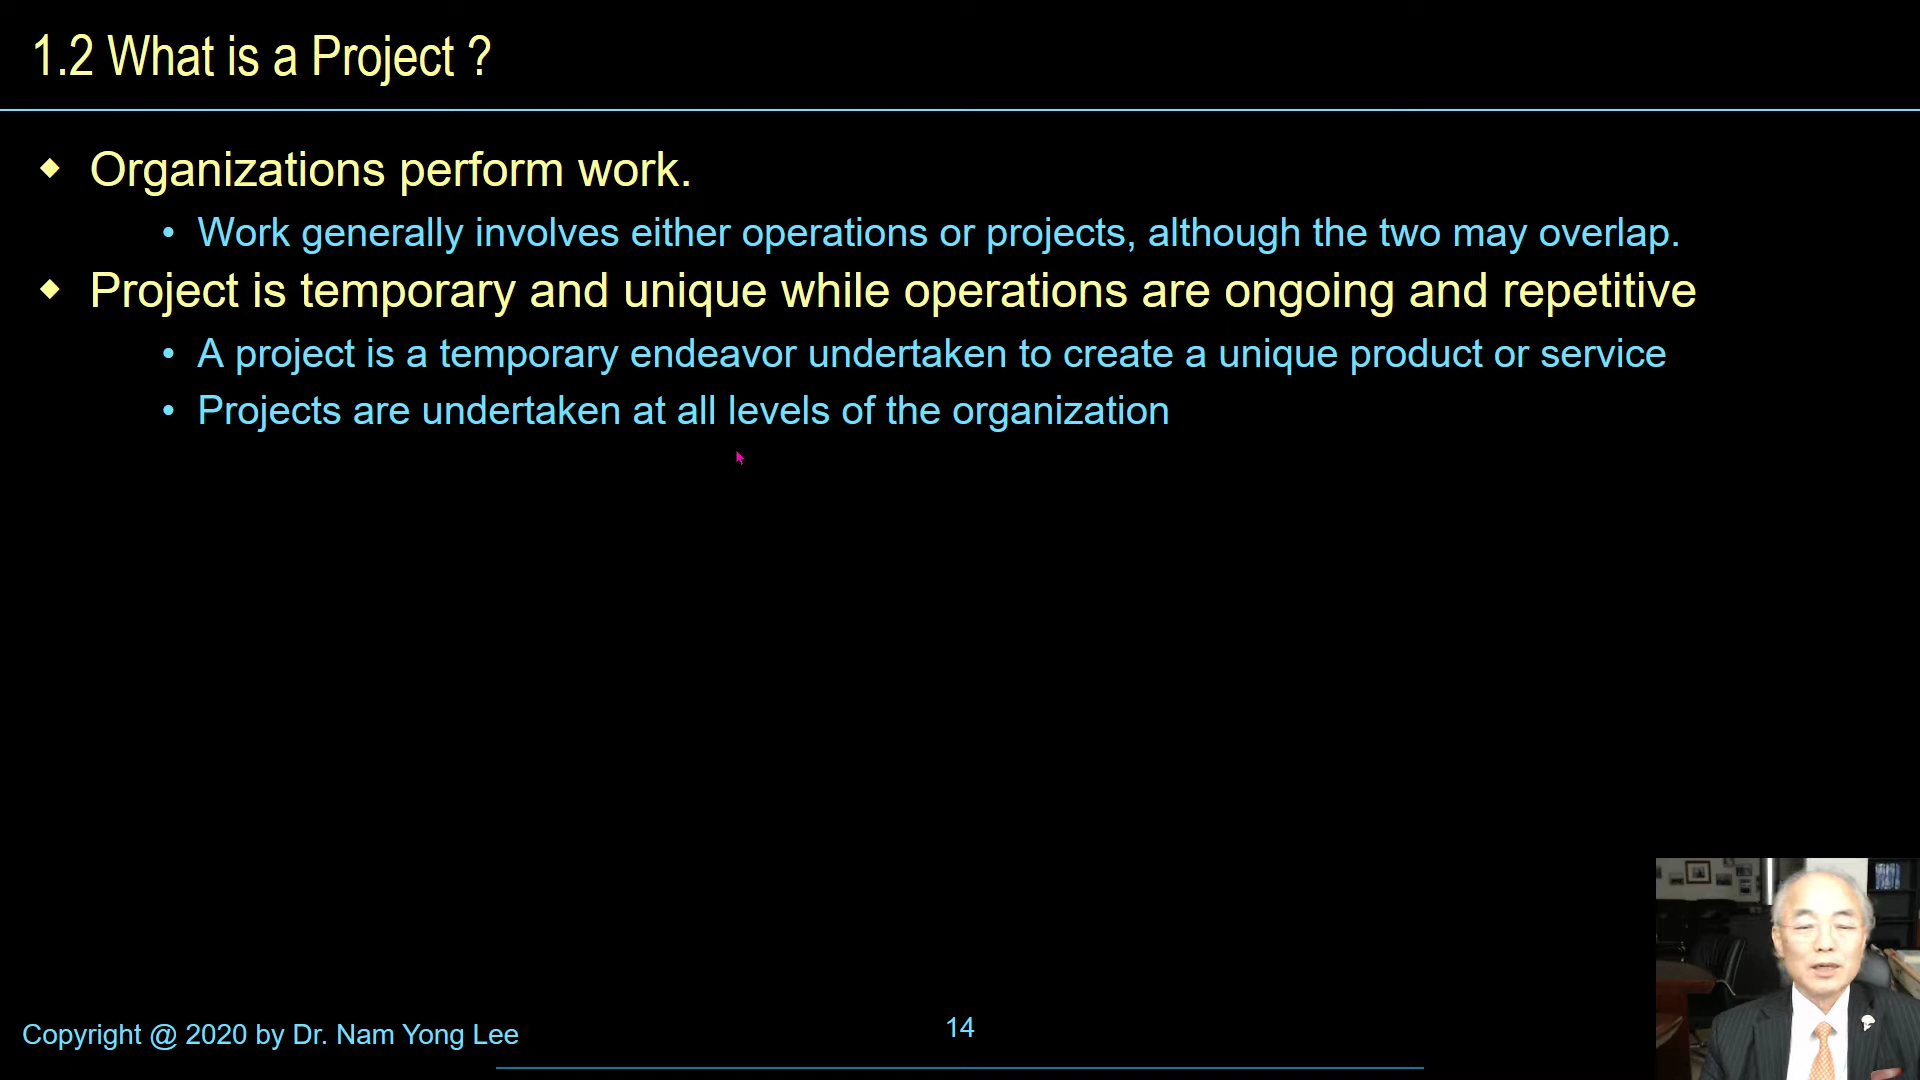 1.2 What is a Project ?
◆ Organizations perform work.
• Work generally involves either operations or projects, although the two may overlap.
◆ Project is temporary and unique while operations are ongoing and repetitive
• A project is a temporary endeavor undertaken to create a unique product or service
• Projects are undertaken at all levels of the organization
Copyright @ 2020 by Dr. Nam Yong Lee
14